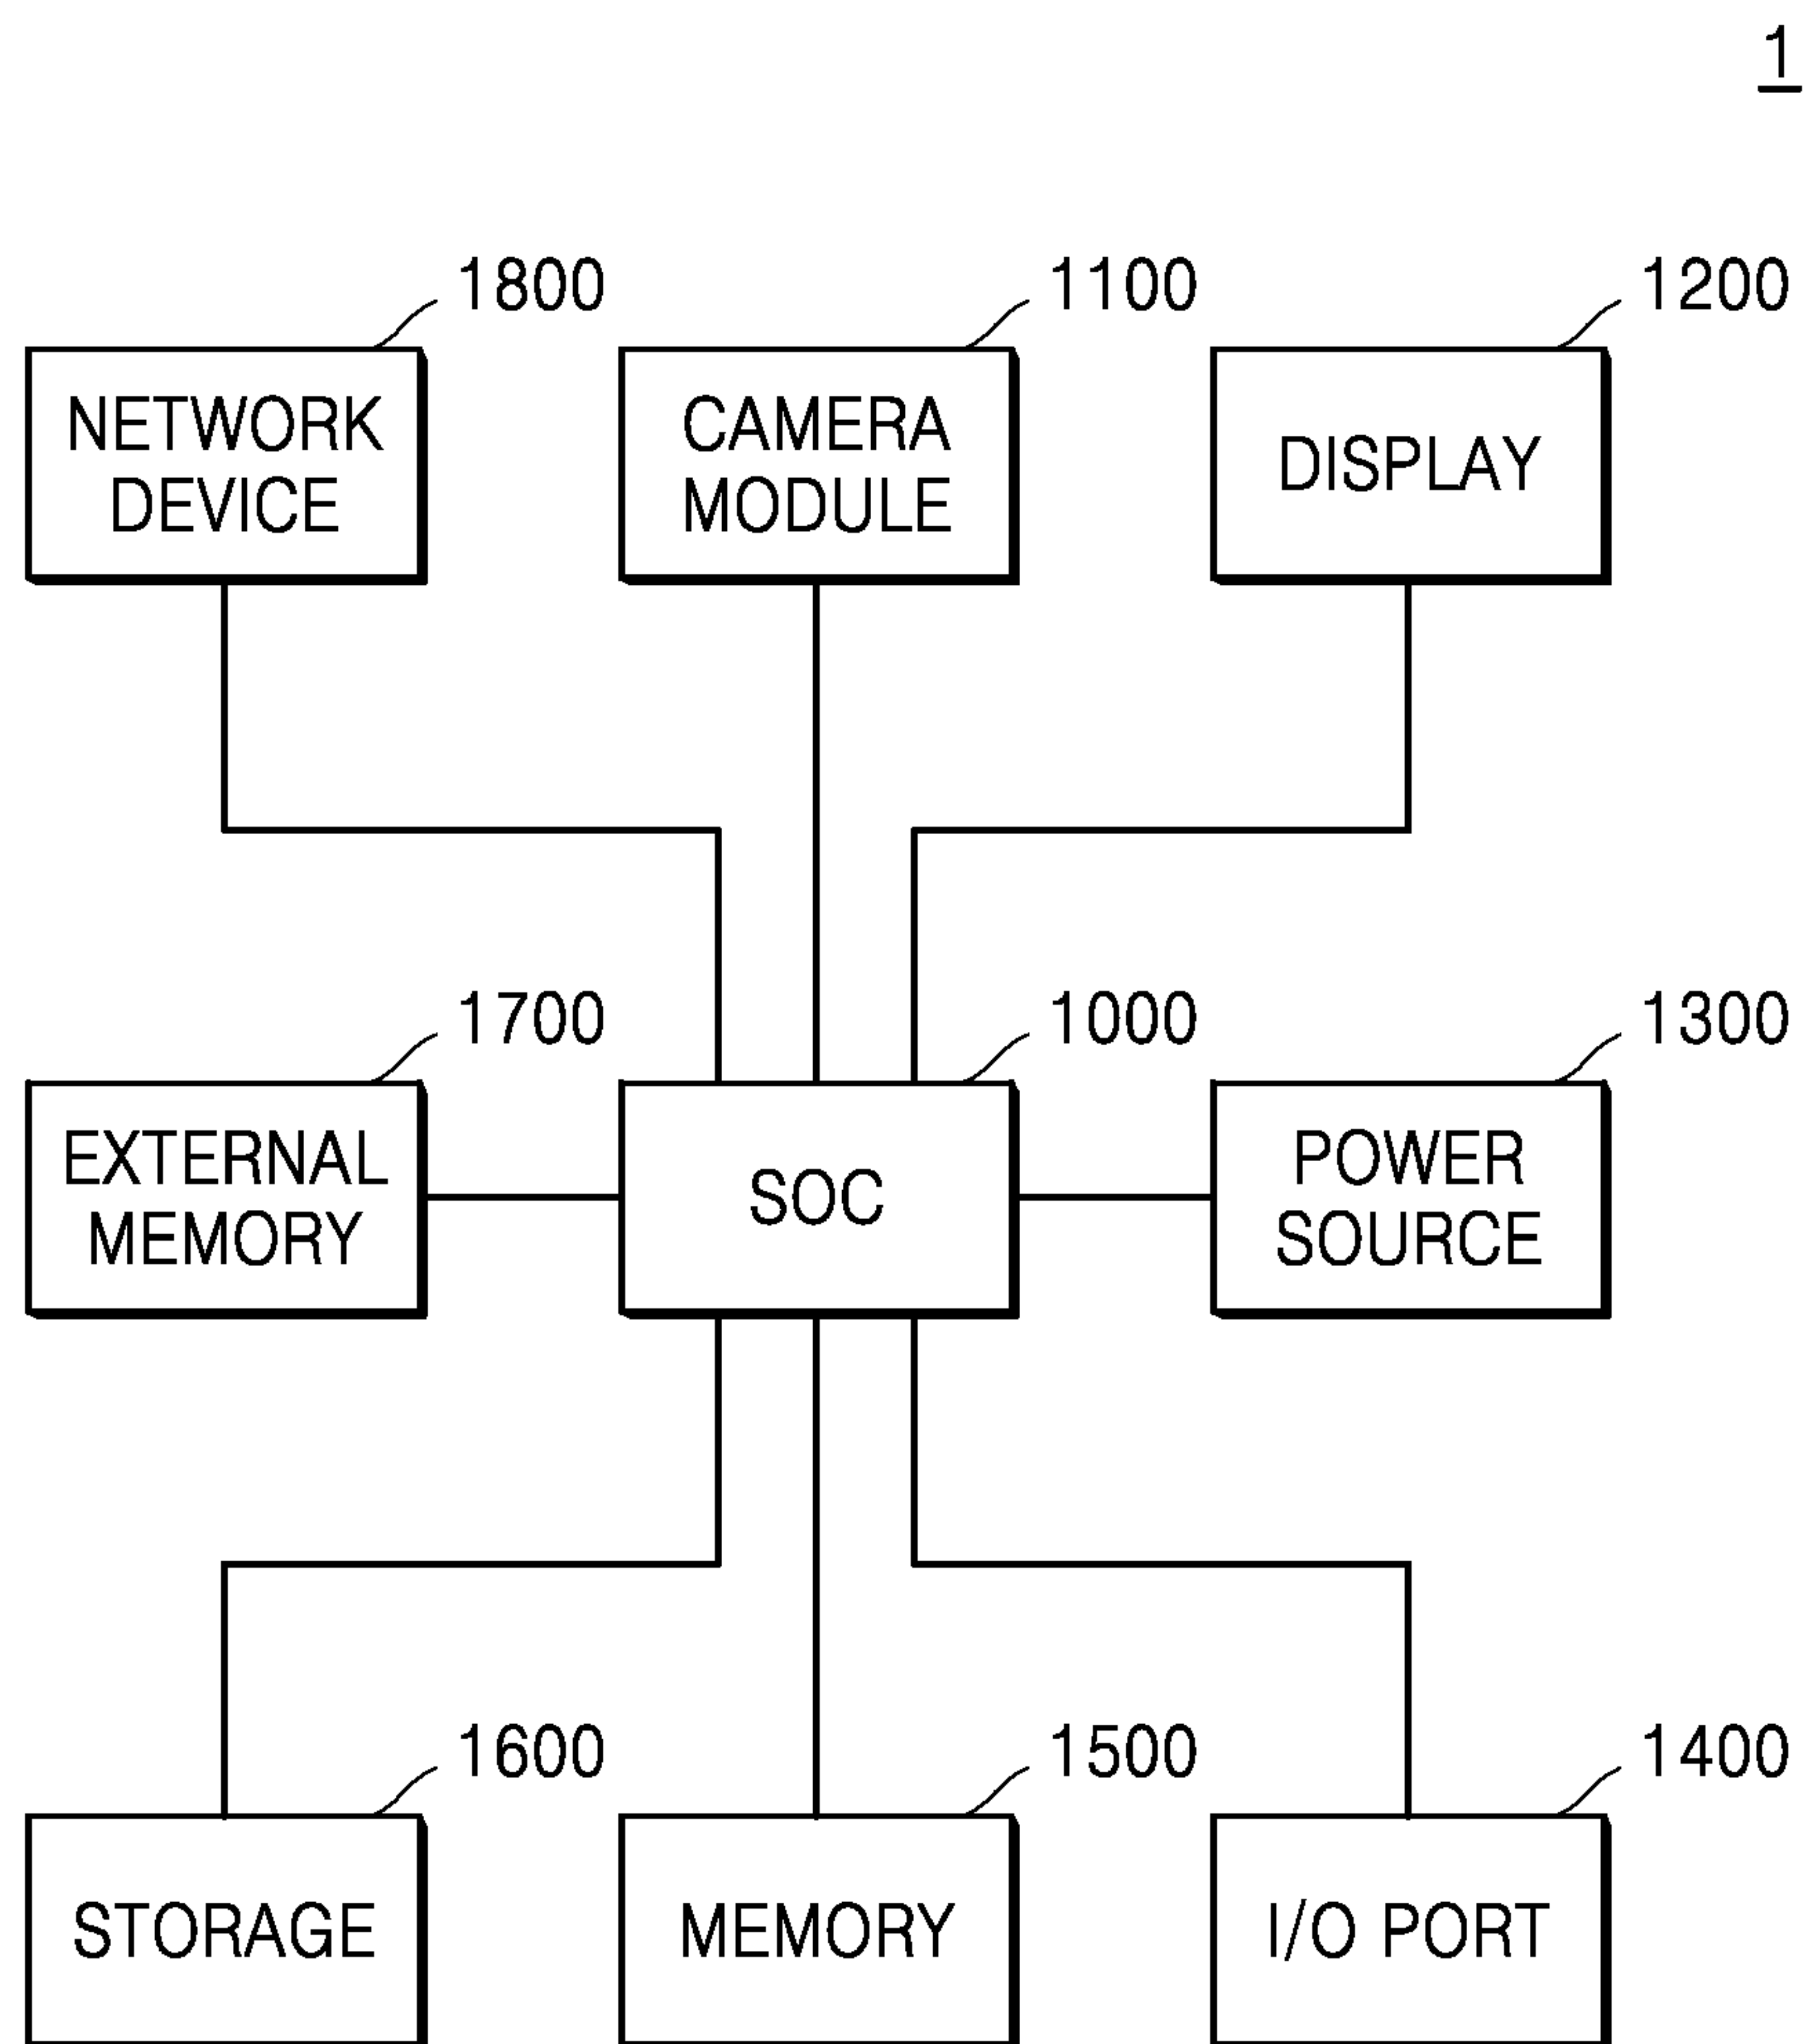 1
1800
1100
1200
NETWORK
DEVICE
CAMERA
MODULE
DISPLAY
1700
1000
1300
EXTERNAL
MEMORY
SOC
POWER
SOURCE
1600
1500
1400
STORAGE
MEMORY
I/O PORT